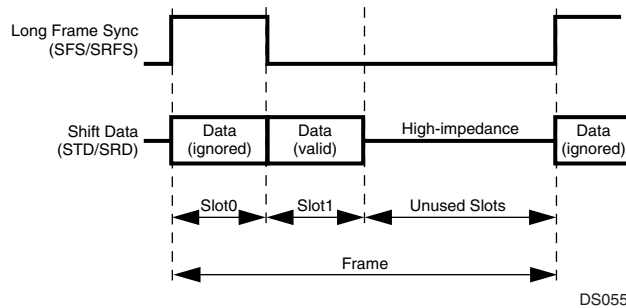 Long Frame Sync
(SFS/SRFS)
Shift Data
(STD/SRD)
Data
(ignored)
Data
(valid)
High-impedance
Data
(ignored)
Slot0
Slot1
Unused Slots
Frame
DS055